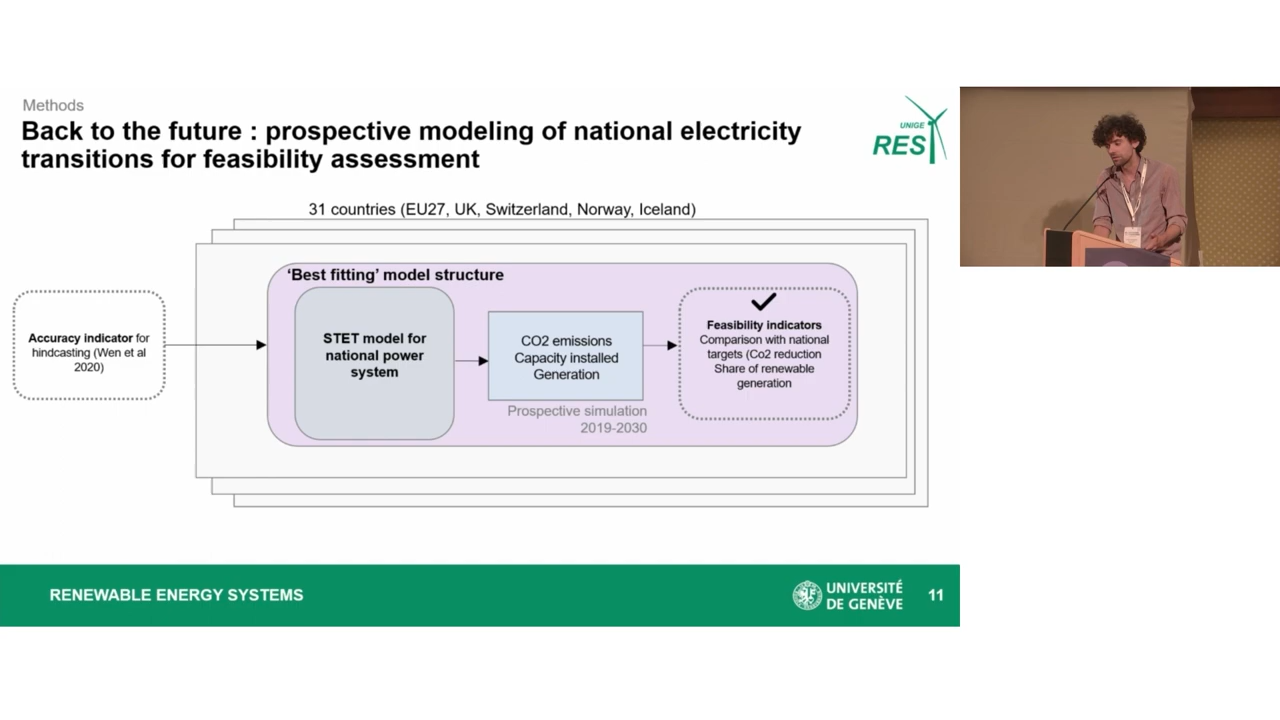 Methods
Back to the future : prospective modeling of national electricity
transitions for feasibility assessment
UNIGE
RES
31 countries (EU27, UK, Switzerland, Norway, Iceland)
Accuracy indicator for
hindcasting (Wen et al
2020)
'Best fitting' model structure
STET model for
national power
system
CO2 emissions
Capacity installed
Generation
Prospective simulation
2019-2030
Feasibility indicators
Comparison with national
targets (Co2 reduction
Share of renewable
generation
RENEWABLE ENERGY SYSTEMS
UNIVERSITÉ
DE GENÈVE
11